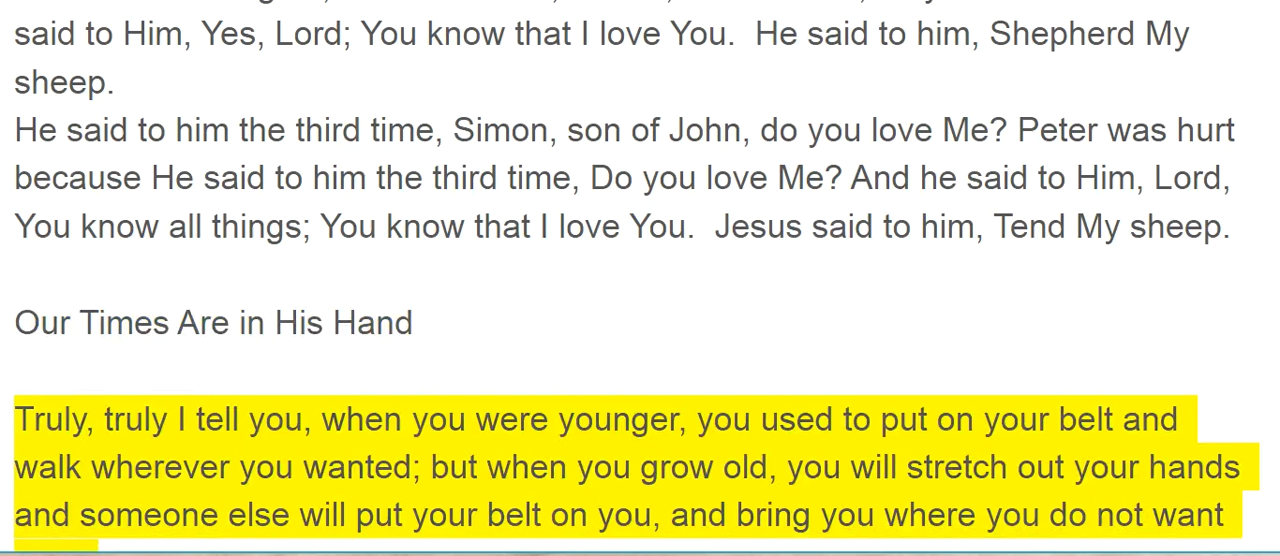 said to Him, Yes, Lord; You know that I love You.  He said to him, Shepherd My
sheep.
He said to him the third time, Simon, son of John, do you love Me? Peter was hurt
because He said to him the third time, Do you love Me? And he said to Him, Lord,
You know all things; You know that I love You.  Jesus said to him, Tend My sheep.
Our Times Are in His Hand
Truly, truly I tell you, when you were younger, you used to put on your belt and
walk wherever you wanted; but when you grow old, you will stretch out your hands
and someone else will put your belt on you, and bring you where you do not want